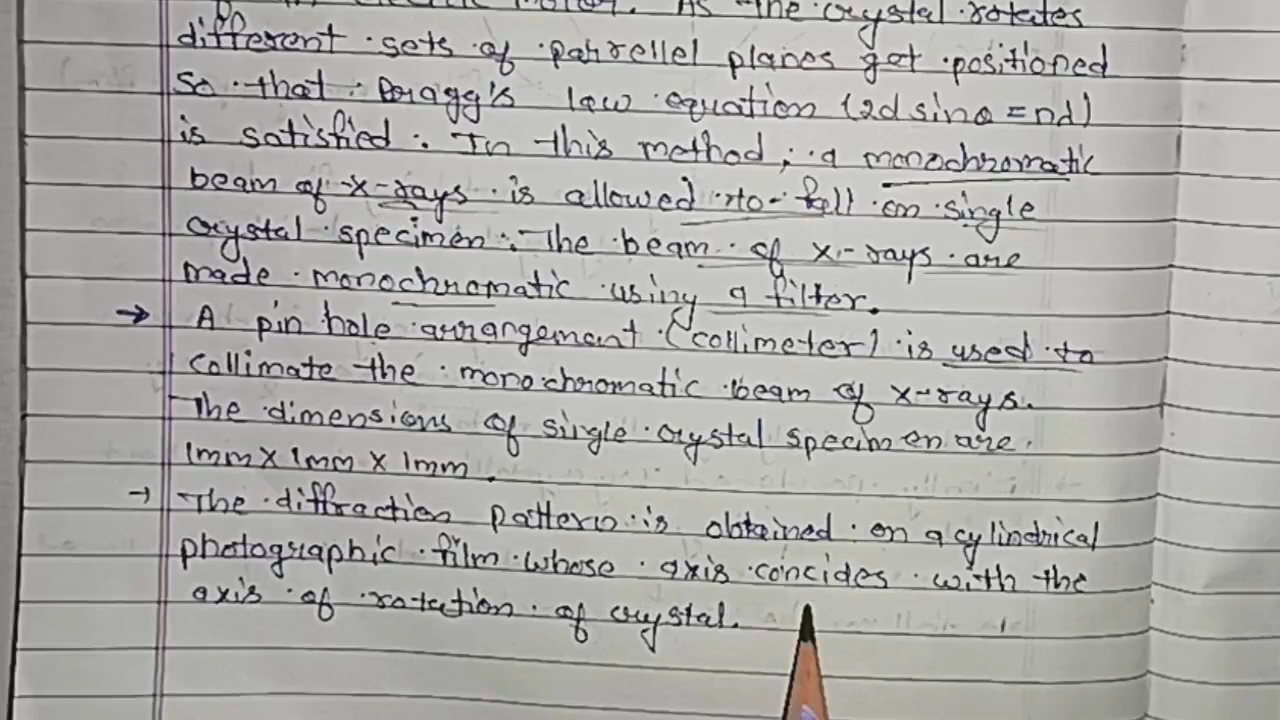 As the crystal rotates
different sets of parrellel planes get positioned
so that Bragg's law equation (2d sinθ = nλ)
is satisfied. In this method, a monochromatic
beam of x-rays is allowed to fall on single
crystal specimen. The beam of x-rays are
made monochromatic using a filter.
→ A pin hole arrangement (collimeter) is used to
collimate the monochromatic beam of x-rays.
The dimensions of single crystal specimen are
1mm x 1mm x 1mm.
→ The diffraction pattern is obtained on a cylindrical
photographic film whose axis concides with the
axis of rotation of crystal.